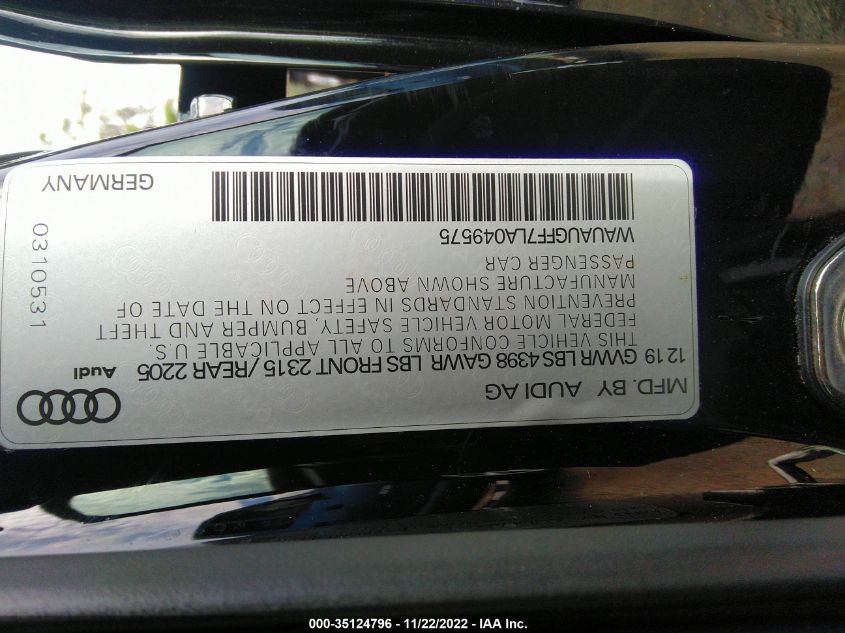 MFD. BY AUDI AG
1219 GVWR LBS 4398 GAWR LBS FRONT 2315 / REAR 2205
THIS VEHICLE CONFORMS TO ALL APPLICABLE U.S.
FEDERAL MOTOR VEHICLE SAFETY, BUMPER AND THEFT
PREVENTION STANDARDS IN EFFECT ON THE DATE OF
MANUFACTURE SHOWN ABOVE
PASSENGER CAR
WAUAUGFF7LA049575
Audi
0310531
GERMANY
000-35124796 - 11/22/2022 - IAA Inc.